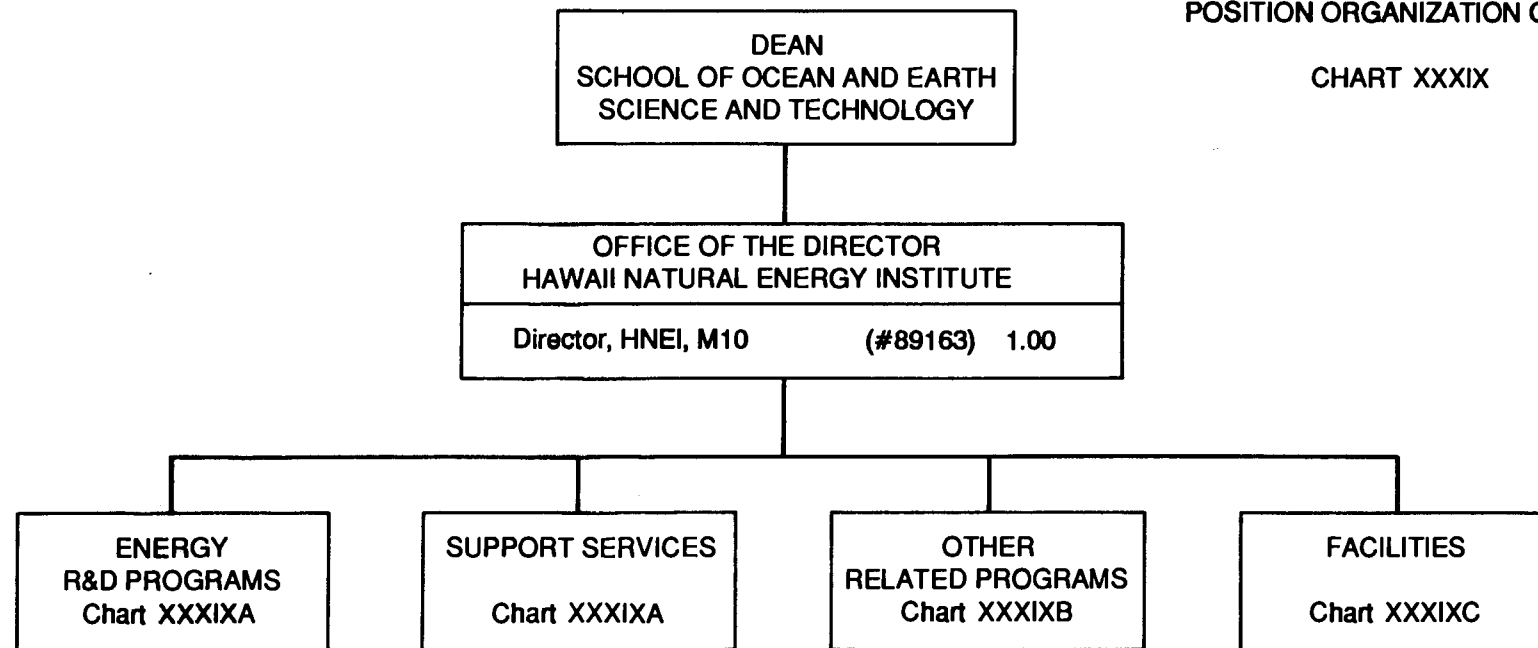 POSITION ORGANIZATION
CHART XXXIX
DEAN
SCHOOL OF OCEAN AND EARTH
SCIENCE AND TECHNOLOGY
OFFICE OF THE DIRECTOR
HAWAII NATURAL ENERGY INSTITUTE
Director, HNEI, M10 (#89163) 1.00
ENERGY
R&D PROGRAMS
Chart XXXIXA
SUPPORT SERVICES
Chart XXXIXA
OTHER
RELATED PROGRAMS
Chart XXXIXB
FACILITIES
Chart XXXIXC